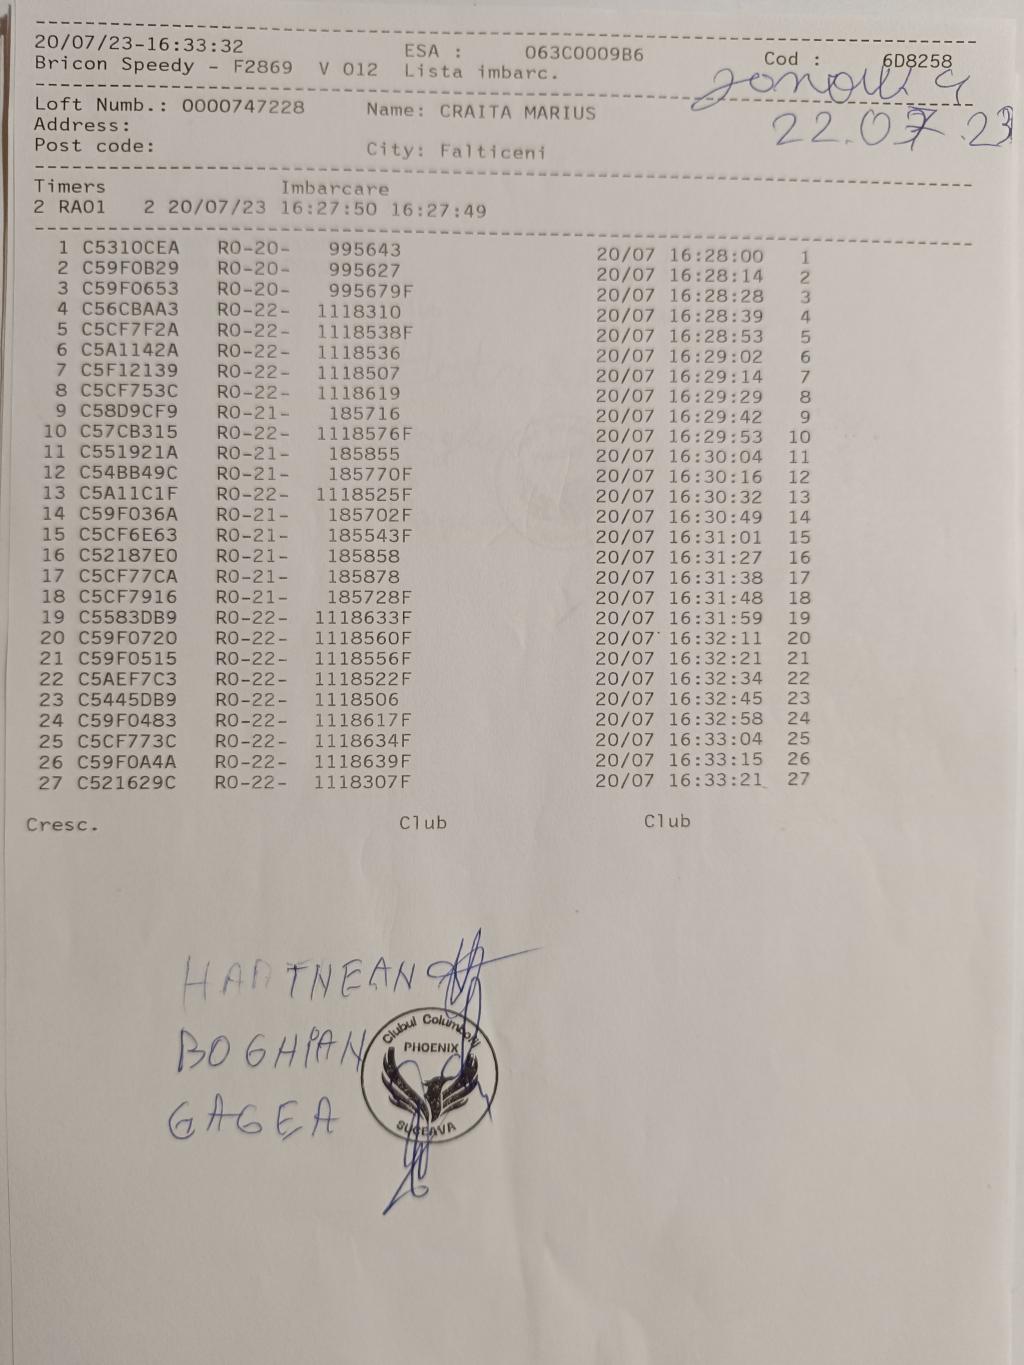 20/07/23-16:33:32 ESA : 063C0009B6 Cod : 6D8258
Bricon Speedy - F2869 V 012 Lista imbarc.
22.07.23
Loft Numb.: 0000747228 Name: CRAITA MARIUS
Address:
Post code: City: Falticeni
Timers Imbarcare
2 RA01 2 20/07/23 16:27:50 16:27:49
1 C5310CEA RO-20- 995643 20/07 16:28:00 1
2 C59F0B29 RO-20- 995627 20/07 16:28:14 2
3 C59F0653 RO-20- 995679F 20/07 16:28:28 3
4 C56CBAA3 RO-22- 1118310 20/07 16:28:39 4
5 C5CF7F2A RO-22- 1118538F 20/07 16:28:53 5
6 C5A1142A RO-22- 1118536 20/07 16:29:02 6
7 C5F12139 RO-22- 1118507 20/07 16:29:14 7
8 C5CF753C RO-22- 1118619 20/07 16:29:29 8
9 C58D9CF9 RO-21- 185716 20/07 16:29:42 9
10 C57CB315 RO-22- 1118576F 20/07 16:29:53 10
11 C551921A RO-21- 185855 20/07 16:30:04 11
12 C54BB49C RO-21- 185770F 20/07 16:30:16 12
13 C5A11C1F RO-22- 1118525F 20/07 16:30:32 13
14 C59F036A RO-21- 185702F 20/07 16:30:49 14
15 C5CF6E63 RO-21- 185543F 20/07 16:31:01 15
16 C52187E0 RO-21- 185858 20/07 16:31:27 16
17 C5CF77CA RO-21- 185878 20/07 16:31:38 17
18 C5CF7916 RO-21- 185728F 20/07 16:31:48 18
19 C5583DB9 RO-22- 1118633F 20/07 16:31:59 19
20 C59F0720 RO-22- 1118560F 20/07 16:32:11 20
21 C59F0515 RO-22- 1118556F 20/07 16:32:21 21
22 C5AEF7C3 RO-22- 1118522F 20/07 16:32:34 22
23 C5445DB9 RO-22- 1118506 20/07 16:32:45 23
24 C59F0483 RO-22- 1118617F 20/07 16:32:58 24
25 C5CF773C RO-22- 1118634F 20/07 16:33:04 25
26 C59F0A4A RO-22- 1118639F 20/07 16:33:15 26
27 C521629C RO-22- 1118307F 20/07 16:33:21 27
Cresc. Club Club
BOGHIAN
GAGEA
Clubul Columbofil
PHOENIX
SUCEAVA